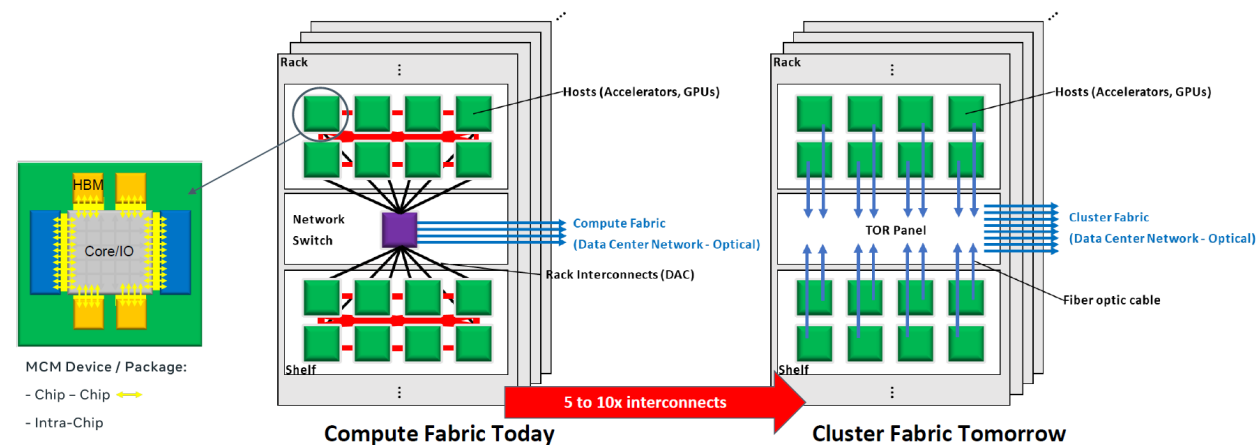 Rack
⋮
Hosts (Accelerators, GPUs)
Network
Switch
Compute Fabric
(Data Center Network - Optical)
Rack Interconnects (DAC)
Shelf
⋮
Compute Fabric Today
HBM
Core/IO
MCM Device / Package:
- Chip – Chip
- Intra-Chip
5 to 10x interconnects
Rack
⋮
Hosts (Accelerators, GPUs)
TOR Panel
Cluster Fabric
(Data Center Network - Optical)
Fiber optic cable
Shelf
⋮
Cluster Fabric Tomorrow